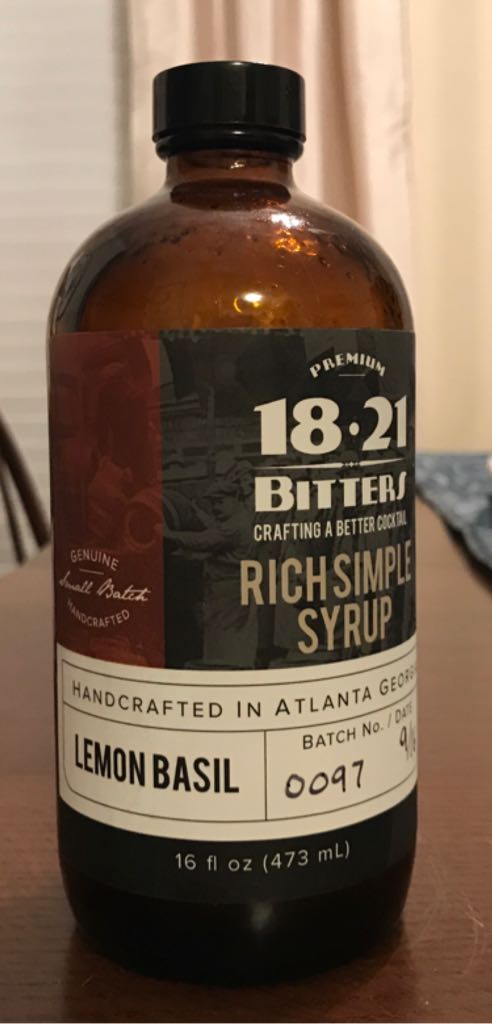 PREMIUM
18·21
BITTERS
CRAFTING A BETTER COCKTAIL
RICH SIMPLE
SYRUP
GENUINE
Small Batch
HANDCRAFTED
HANDCRAFTED IN ATLANTA GEORGIA
LEMON BASIL
BATCH No. / DATE
0097
16 fl oz (473 mL)